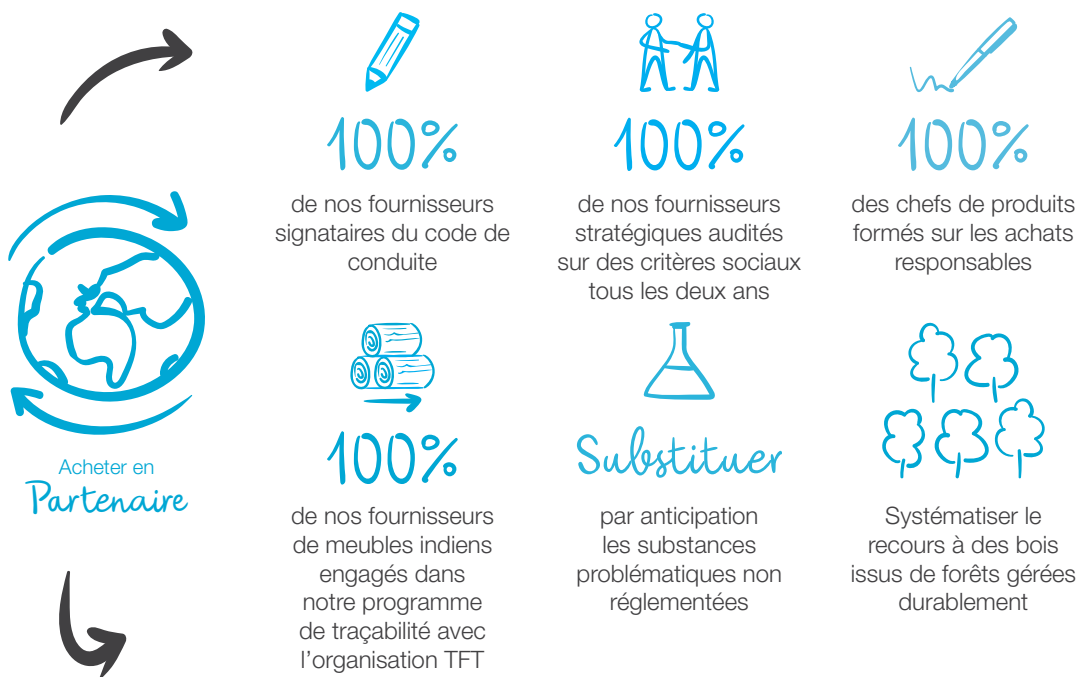 100%
de nos fournisseurs
signataires du code de
conduite
100%
de nos fournisseurs
stratégiques audités
sur des critères sociaux
tous les deux ans
100%
des chefs de produits
formés sur les achats
responsables
Acheter en
Partenaire
100%
de nos fournisseurs
de meubles indiens
engagés dans
notre programme
de traçabilité avec
l’organisation TFT
Substituer
par anticipation
les substances
problématiques non
réglementées
Systématiser le
recours à des bois
issus de forêts gérées
durablement